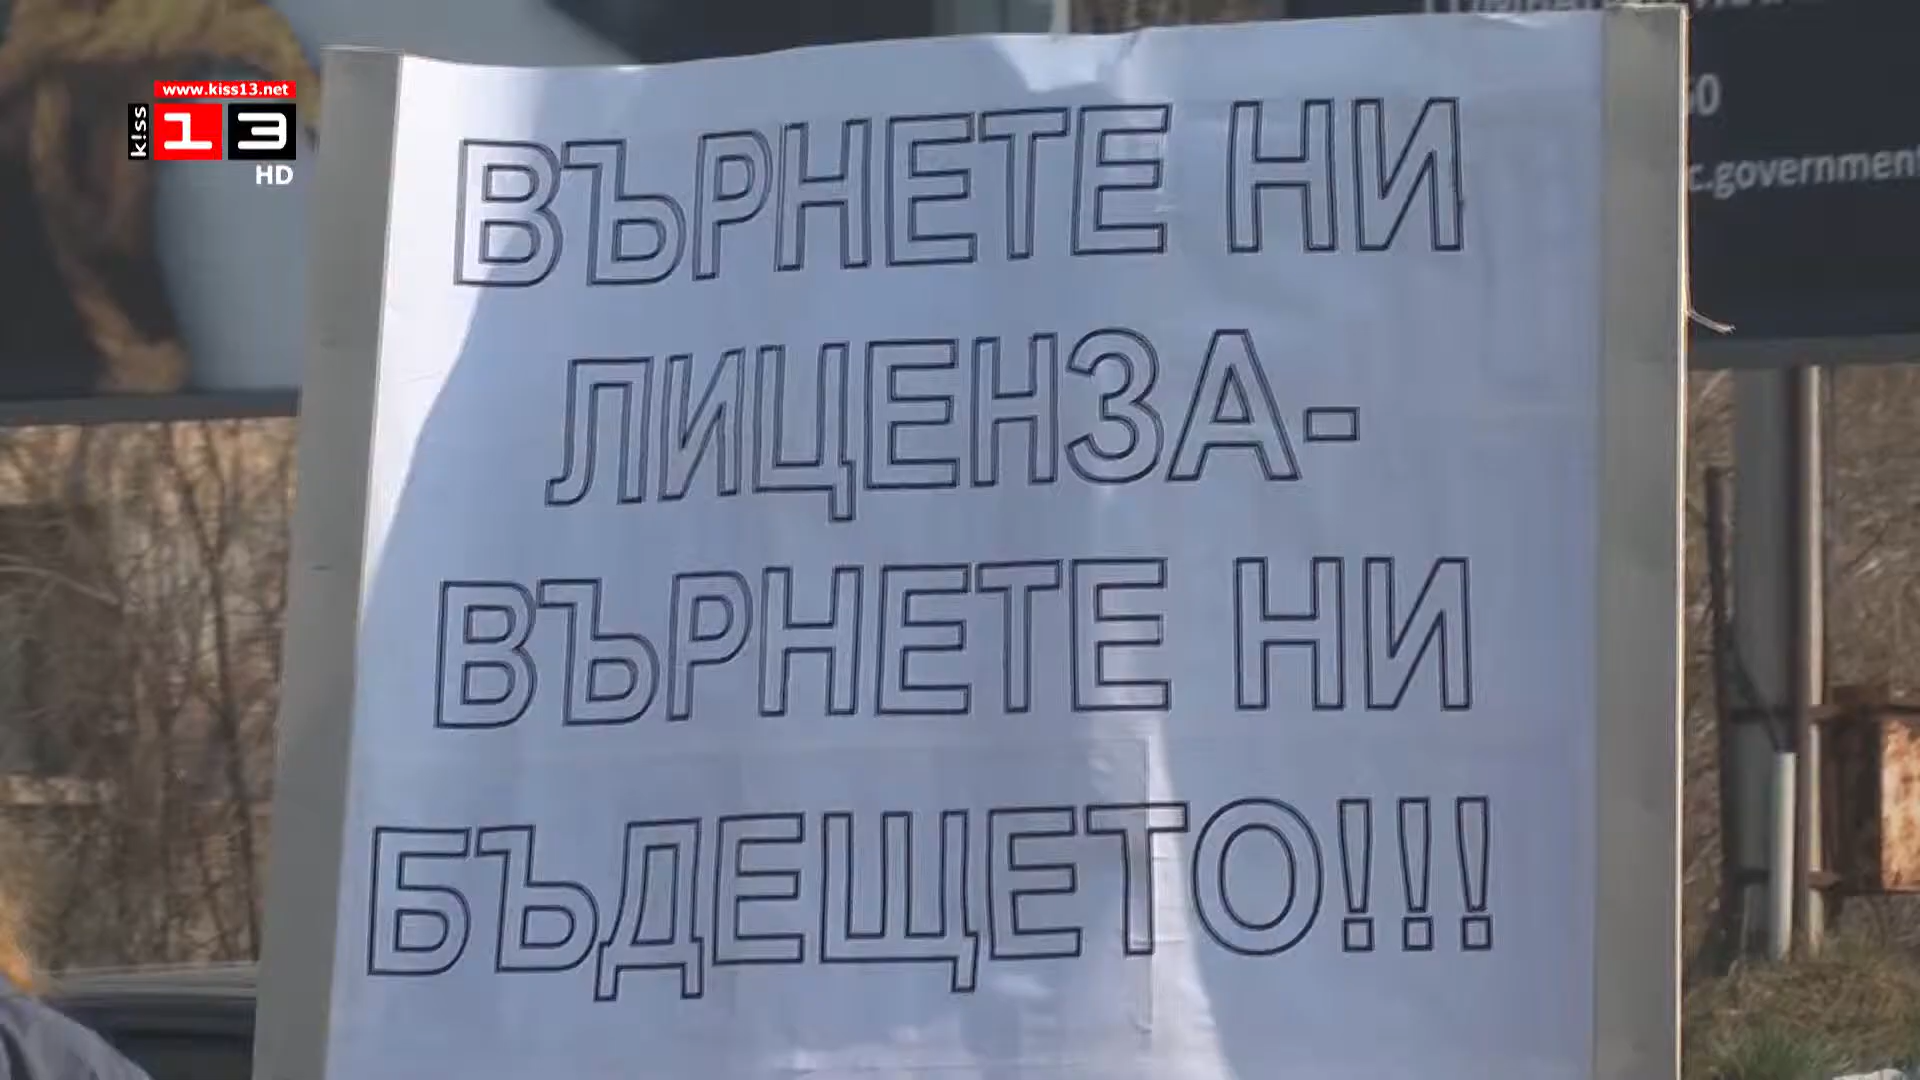 www.kiss13.net
kiss 13
HD
ВЪРНЕТЕ НИ
ЛИЦЕНЗА-
ВЪРНЕТЕ НИ
БЪДЕЩЕТО!!!
c.government